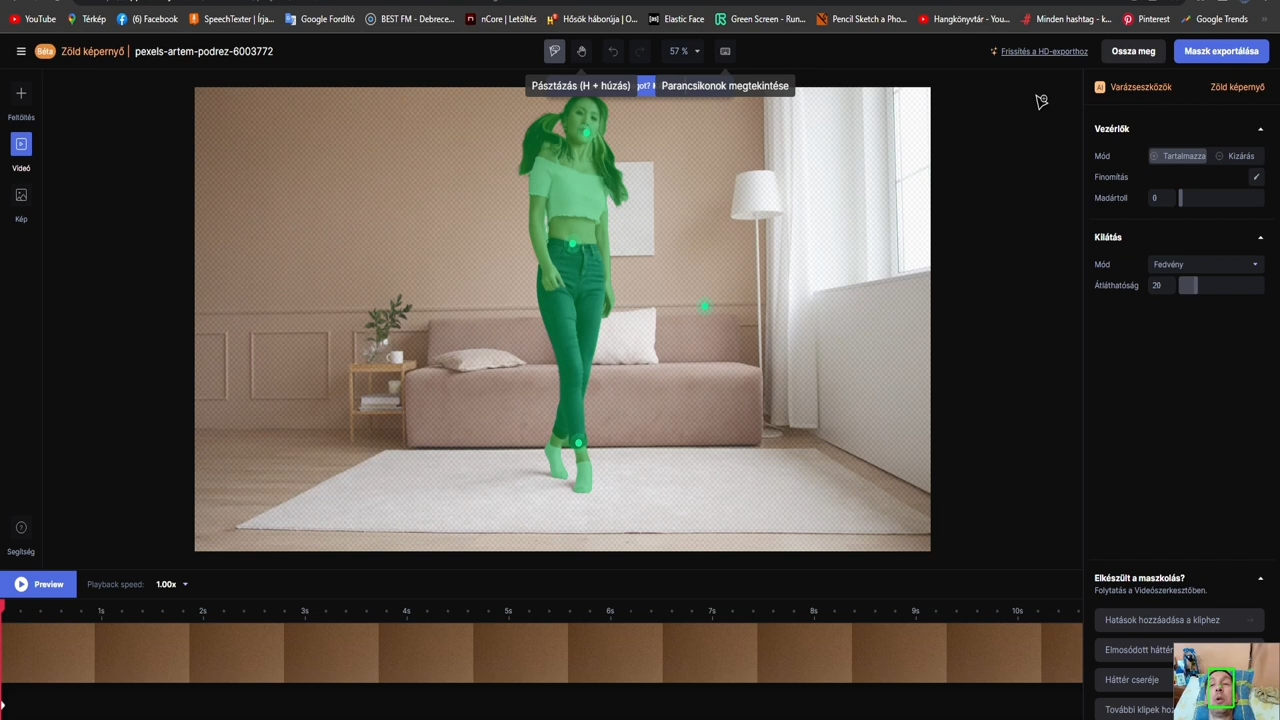 YouTube Térkép (2) Facebook SpeechTexter | Írja... Google Fordító BEST FM - Debrece... nCore | Letöltés Hősök háborúja | O... Elastic Face Green Screen - Run... Pencil Sketch a Pho... Hangkönyvtár - You... Minden hashtag - k... Pinterest Google Trends
Béta Zöld képernyő | pexels-artem-podrez-6003772
57 %
Frissítés a HD-exporthoz
Ossza meg
Maszk exportálása
Pásztázás (H + húzás)
got?
Parancsikonok megtekintése
Feltöltés
Videó
Kép
Segítség
AI Varázseszközök
Zöld képernyő
Vezérlők
Mód Tartalmazza Kizárás
Finomítás
Madártoll 0
Kilátás
Mód Fedvény
Átláthatóság 20
Elkészült a maszkolás?
Folytatás a Videószerkesztőben.
Hatások hozzáadása a kliphez
Elmosódott háttér
Háttér cseréje
További klipek hoz
Preview
Playback speed: 1.00x
1s 2s 3s 4s 5s 6s 7s 8s 9s 10s